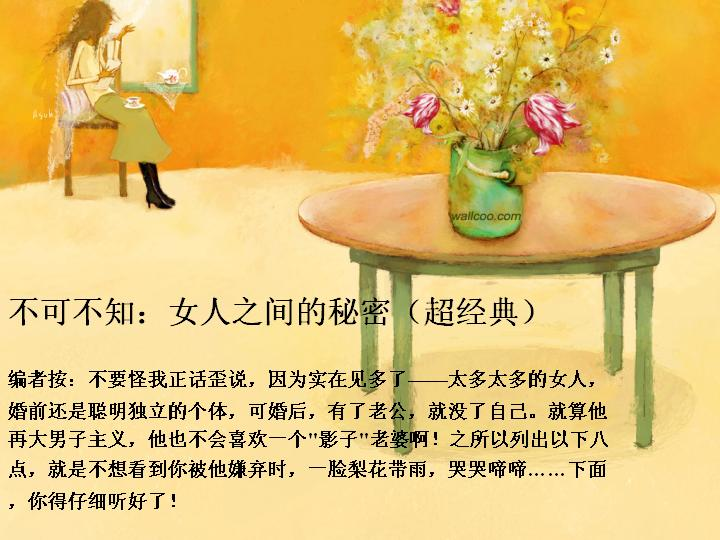 wallcoo.com
不可不知：女人之间的秘密（超经典）
编者按：不要怪我正话歪说，因为实在见多了——太多太多的女人，
婚前还是聪明独立的个体，可婚后，有了老公，就没了自己。就算他
再大男子主义，他也不会喜欢一个"影子"老婆啊！之所以列出以下八
点，就是不想看到你被他嫌弃时，一脸梨花带雨，哭哭啼啼……下面
，你得仔细听好了！